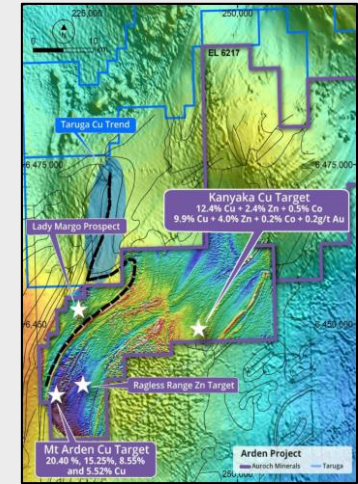 225,000
250,000
0
10
EL 6217
Taruga Cu Trend
6,475,000
6,475,000
Kanyaka Cu Target
12.4% Cu + 2.4% Zn + 0.5% Co
9.9% Cu + 4.0% Zn + 0.2% Co + 0.2g/t Au
Lady Margo Prospect
6,450
000
Ragless Range Zn Target
Mt Arden Cu Target
20.40 %, 15.25%, 8.55%
and 5.52% Cu
225,000
250,000
Arden Project
Auroch Minerals
Taruga